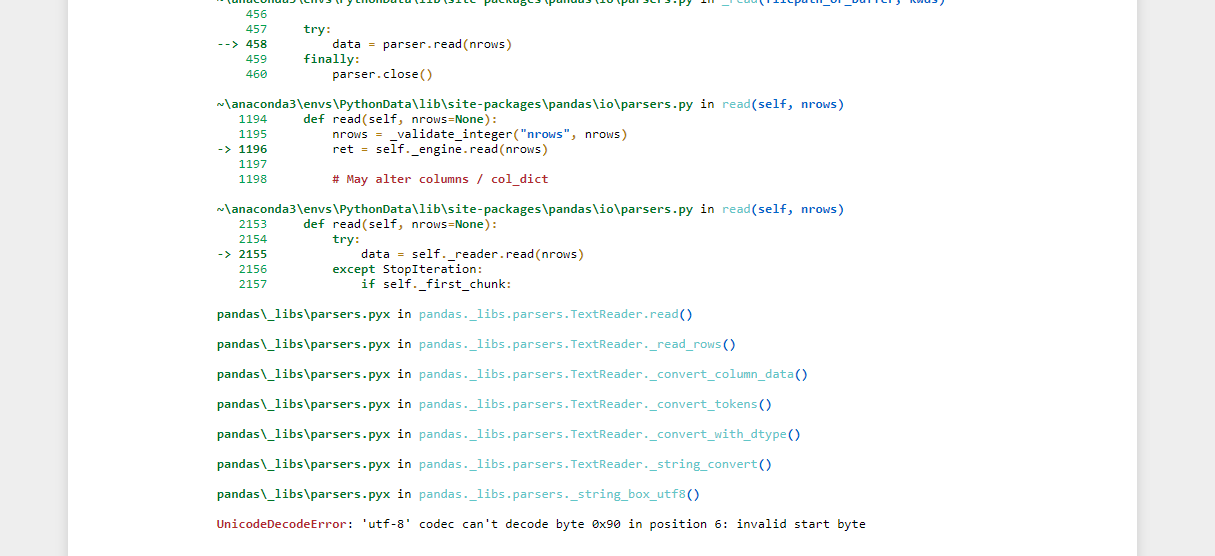 ~\anaconda3\envs\PythonData\lib\site-packages\pandas\io\parsers.py in _read(filepath_or_buffer, kwds)
456
457 try:
--> 458 data = parser.read(nrows)
459 finally:
460 parser.close()
~\anaconda3\envs\PythonData\lib\site-packages\pandas\io\parsers.py in read(self, nrows)
1194 def read(self, nrows=None):
1195 nrows = _validate_integer("nrows", nrows)
-> 1196 ret = self._engine.read(nrows)
1197
1198 # May alter columns / col_dict
~\anaconda3\envs\PythonData\lib\site-packages\pandas\io\parsers.py in read(self, nrows)
2153 def read(self, nrows=None):
2154 try:
-> 2155 data = self._reader.read(nrows)
2156 except StopIteration:
2157 if self._first_chunk:
pandas\_libs\parsers.pyx in pandas._libs.parsers.TextReader.read()
pandas\_libs\parsers.pyx in pandas._libs.parsers.TextReader._read_rows()
pandas\_libs\parsers.pyx in pandas._libs.parsers.TextReader._convert_column_data()
pandas\_libs\parsers.pyx in pandas._libs.parsers.TextReader._convert_tokens()
pandas\_libs\parsers.pyx in pandas._libs.parsers.TextReader._convert_with_dtype()
pandas\_libs\parsers.pyx in pandas._libs.parsers.TextReader._string_convert()
pandas\_libs\parsers.pyx in pandas._libs.parsers._string_box_utf8()
UnicodeDecodeError: 'utf-8' codec can't decode byte 0x90 in position 6: invalid start byte